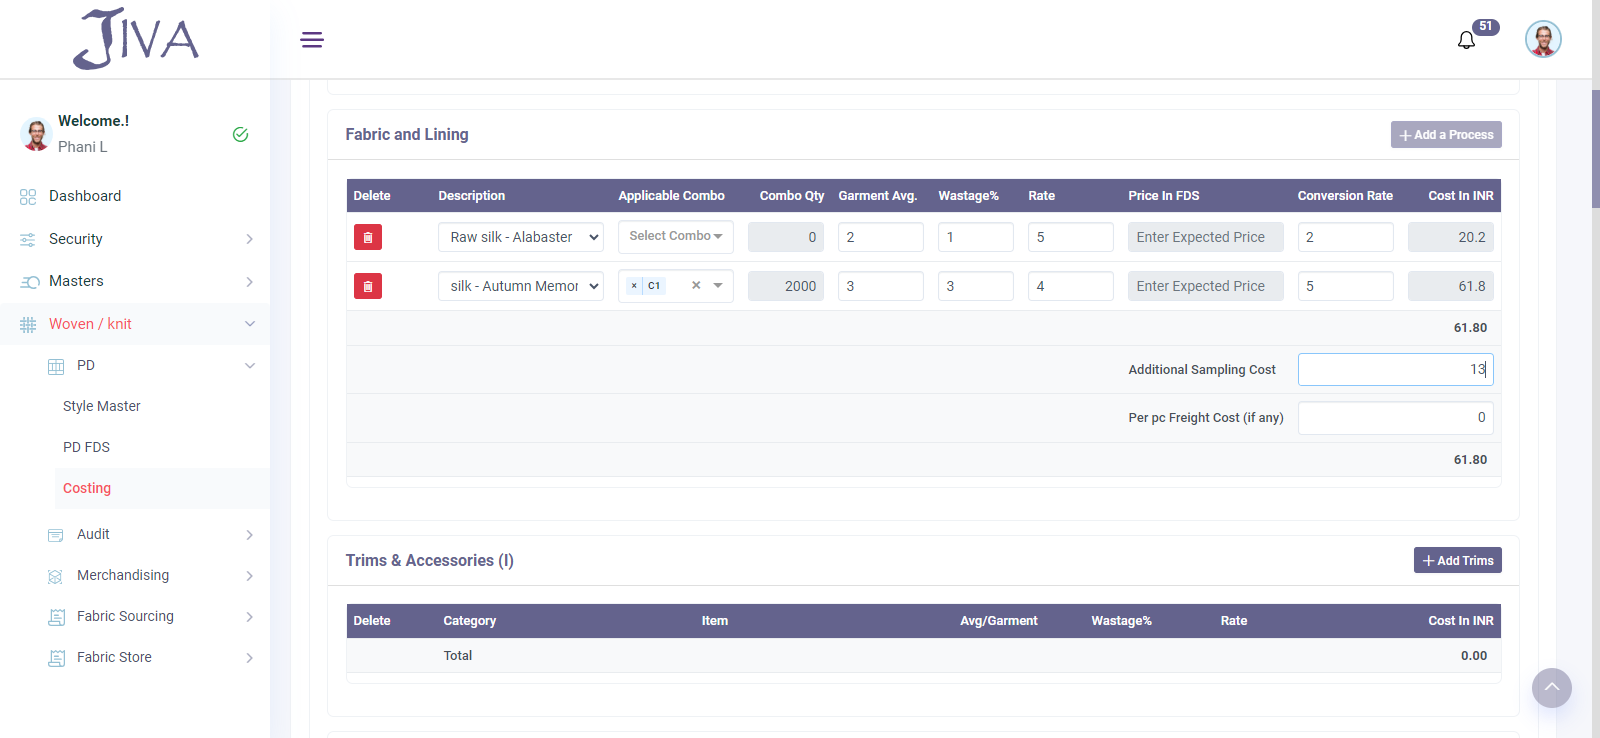 JIVA
51
Welcome.!
Phani L
Dashboard
Security
Masters
Woven / knit
PD
Style Master
PD FDS
Costing
Audit
Merchandising
Fabric Sourcing
Fabric Store
Fabric and Lining
+ Add a Process
Delete Description Applicable Combo Combo Qty Garment Avg. Wastage% Rate Price In FDS Conversion Rate Cost In INR
Raw silk - Alabaster Select Combo 0 2 1 5 Enter Expected Price 2 20.2
silk - Autumn Memor × C1 × 2000 3 3 4 Enter Expected Price 5 61.8
61.80
Additional Sampling Cost 13
Per pc Freight Cost (if any) 0
61.80
Trims & Accessories (I)
+ Add Trims
Delete Category Item Avg/Garment Wastage% Rate Cost In INR
Total 0.00